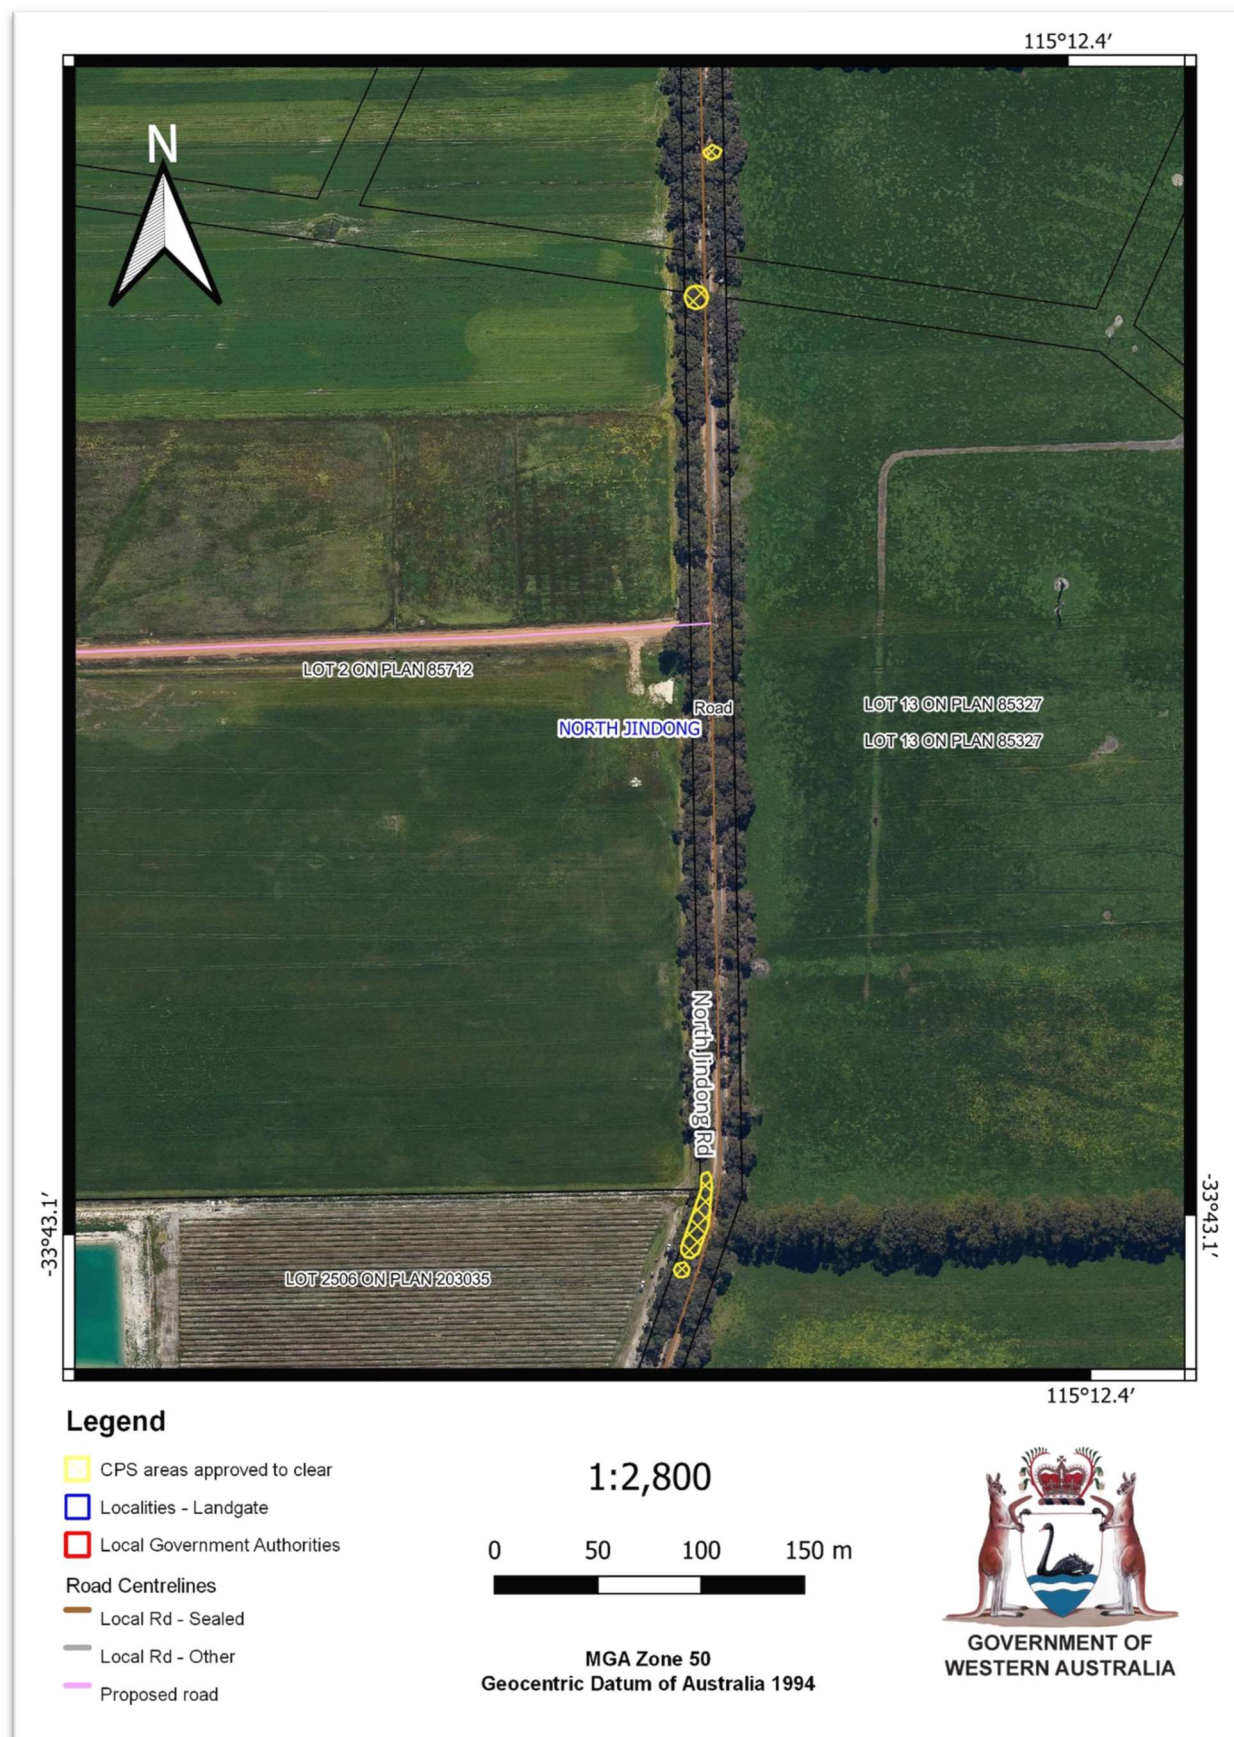 115°12.4'
N
LOT 2 ON PLAN 85712
Road
NORTH JINDONG
LOT 13 ON PLAN 85327
LOT 13 ON PLAN 85327
North Jindong Rd
-33°43.1'
-33°43.1'
LOT 2506 ON PLAN 203035
115°12.4'
Legend
CPS areas approved to clear
Localities - Landgate
Local Government Authorities
Road Centrelines
Local Rd - Sealed
Local Rd - Other
Proposed road
1:2,800
0 50 100 150 m
MGA Zone 50
Geocentric Datum of Australia 1994
GOVERNMENT OF
WESTERN AUSTRALIA